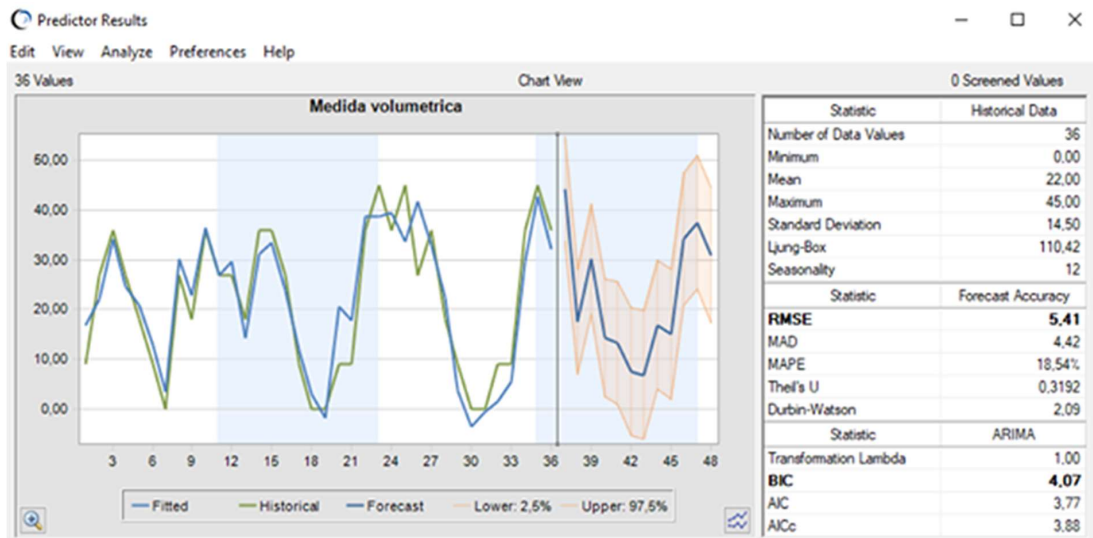 Predictor Results
Edit View Analyze Preferences Help
36 Values Chart View 0 Screened Values
Medida volumetrica
50,00
40,00
30,00
20,00
10,00
0,00
3 6 9 12 15 18 21 24 27 30 33 36 39 42 45 48
Fitted Historical Forecast Lower: 2,5% Upper: 97,5%
Statistic Historical Data
Number of Data Values 36
Minimum 0,00
Mean 22,00
Maximum 45,00
Standard Deviation 14,50
Ljung-Box 110,42
Seasonality 12
Statistic Forecast Accuracy
RMSE 5,41
MAD 4,42
MAPE 18,54%
Theil's U 0,3192
Durbin-Watson 2,09
Statistic ARIMA
Transformation Lambda 1,00
BIC 4,07
AIC 3,77
AICc 3,88